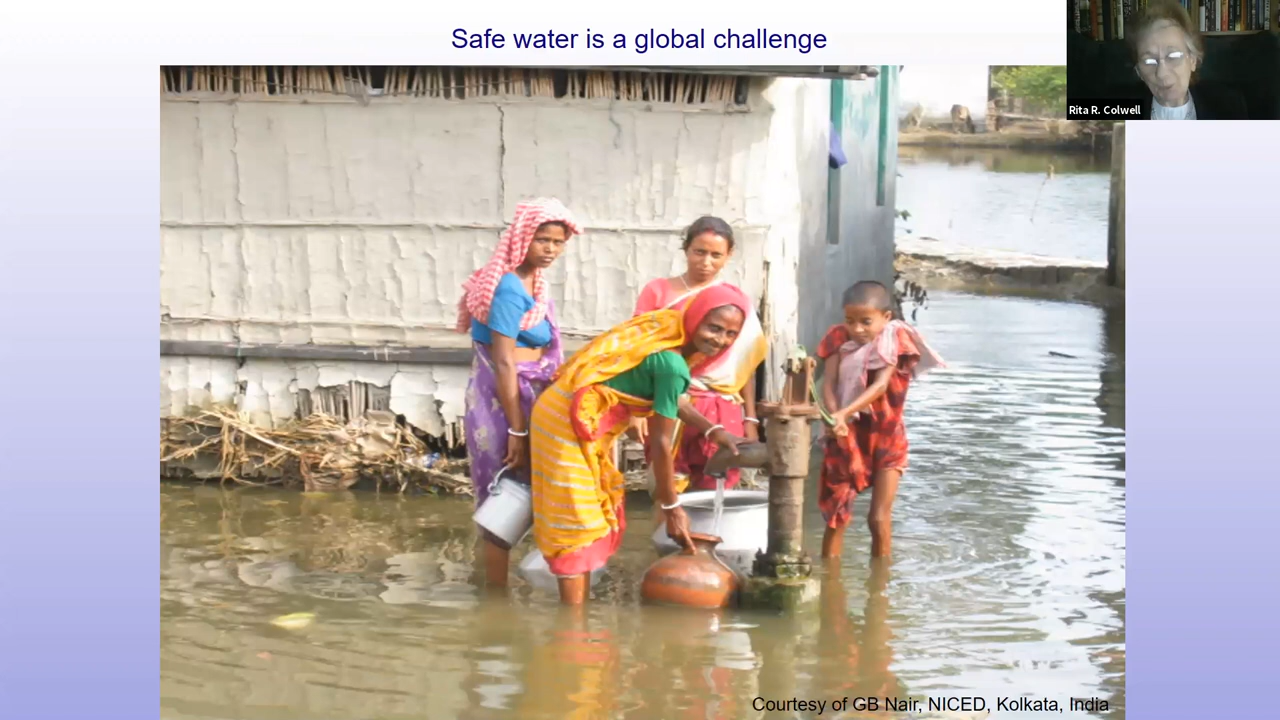 Safe water is a global challenge
Rita R. Colwell
Courtesy of GB Nair, NICED, Kolkata, India